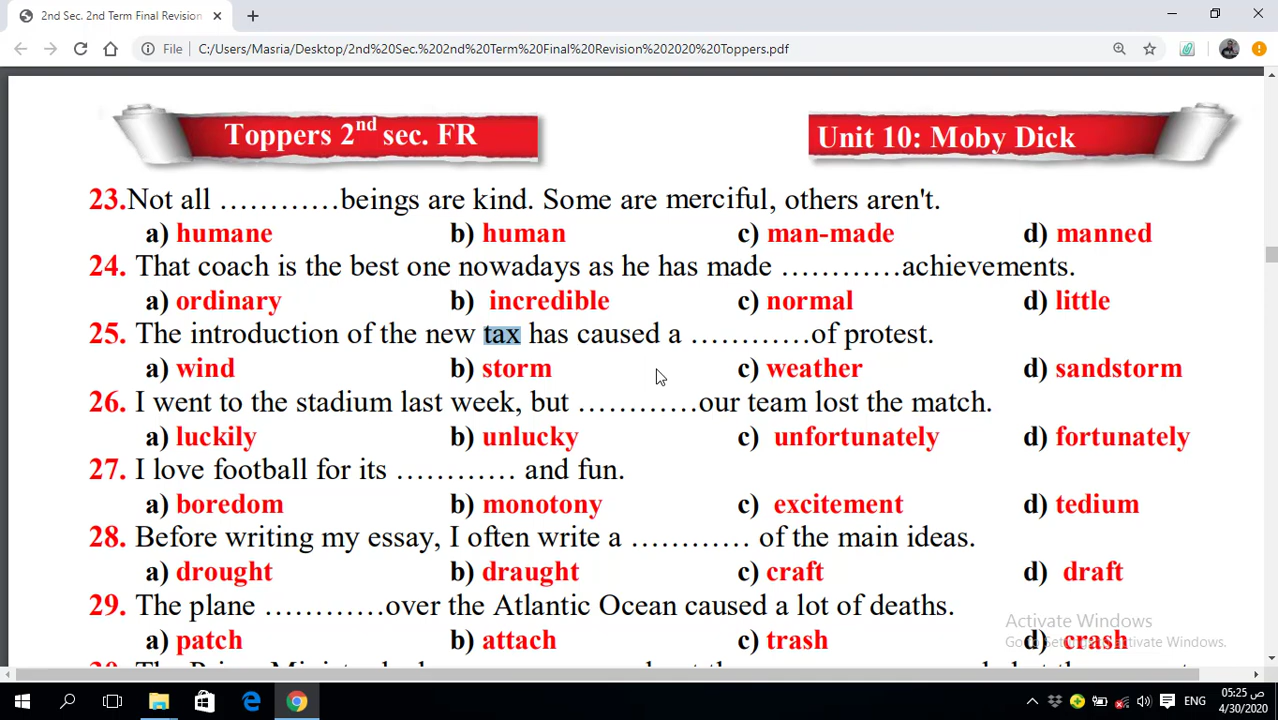 2nd Sec. 2nd Term Final Revision
File C:/Users/Masria/Desktop/2nd%20Sec.%202nd%20Term%20Final%20Revision%202020%20Toppers.pdf
Toppers 2nd sec. FR
Unit 10: Moby Dick
23.Not all …………beings are kind. Some are merciful, others aren't.
a) humane b) human c) man-made d) manned
24. That coach is the best one nowadays as he has made …………achievements.
a) ordinary b) incredible c) normal d) little
25. The introduction of the new tax has caused a …………of protest.
a) wind b) storm c) weather d) sandstorm
26. I went to the stadium last week, but …………our team lost the match.
a) luckily b) unlucky c) unfortunately d) fortunately
27. I love football for its ………… and fun.
a) boredom b) monotony c) excitement d) tedium
28. Before writing my essay, I often write a ………… of the main ideas.
a) drought b) draught c) craft d) draft
29. The plane …………over the Atlantic Ocean caused a lot of deaths.
a) patch b) attach c) trash d) crash
Activate Windows
ENG
05:25 ص
4/30/2020